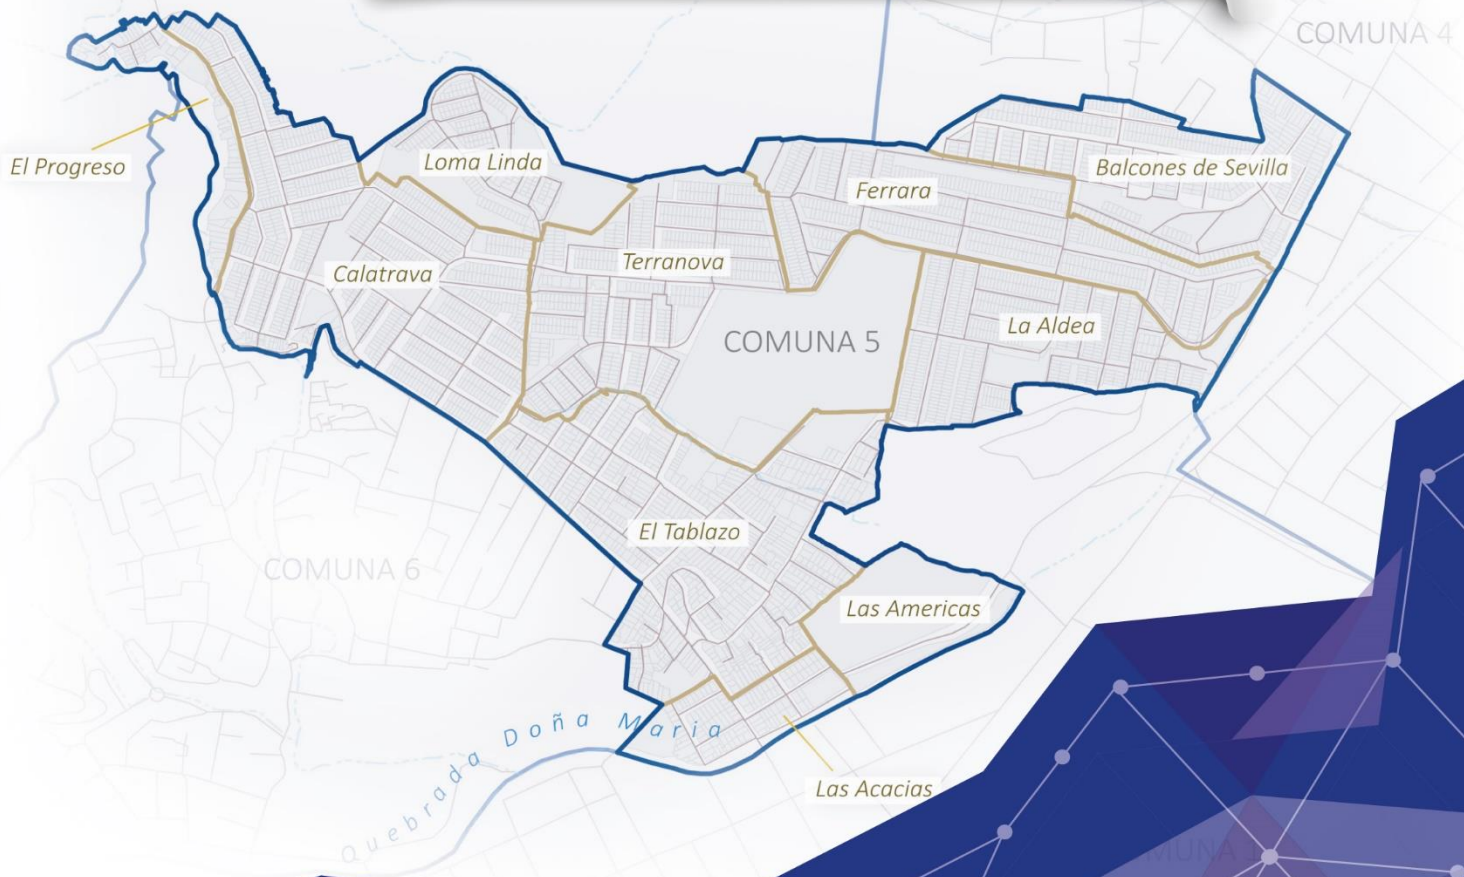 COMUNA 4
El Progreso
Loma Linda
Ferrara
Balcones de Sevilla
Calatrava
Terranova
La Aldea
COMUNA 5
El Tablazo
COMUNA 6
Las Americas
Quebrada Doña Maria
Las Acacias